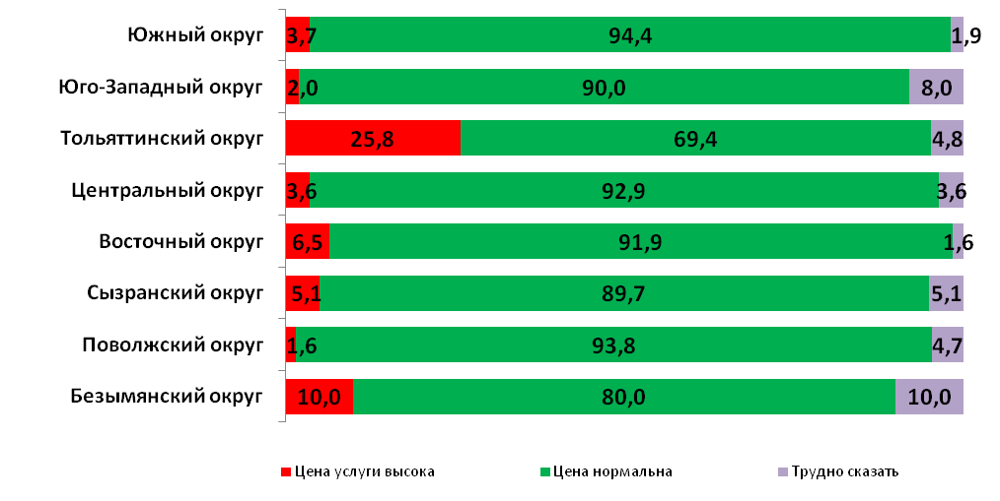 Южный округ 3,7 94,4 1,9
Юго-Западный округ 2,0 90,0 8,0
Тольяттинский округ 25,8 69,4 4,8
Центральный округ 3,6 92,9 3,6
Восточный округ 6,5 91,9 1,6
Сызранский округ 5,1 89,7 5,1
Поволжский округ 1,6 93,8 4,7
Безымянский округ 10,0 80,0 10,0
Цена услуги высока Цена нормальна Трудно сказать